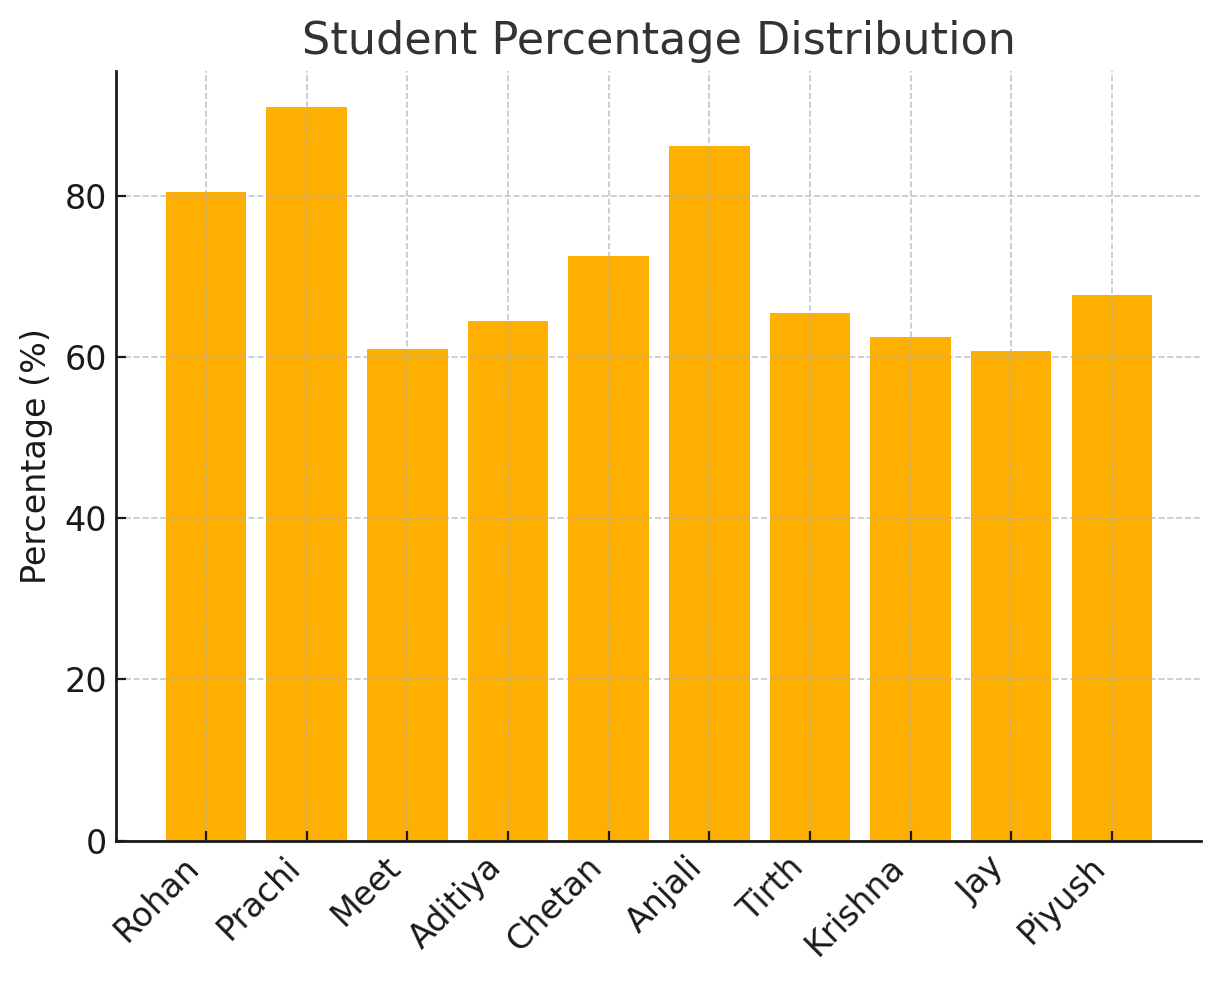 Student Percentage Distribution
Percentage (%)
80
60
40
20
0
Rohan
Prachi
Meet
Aditiya
Chetan
Anjali
Tirth
Krishna
Jay
Piyush